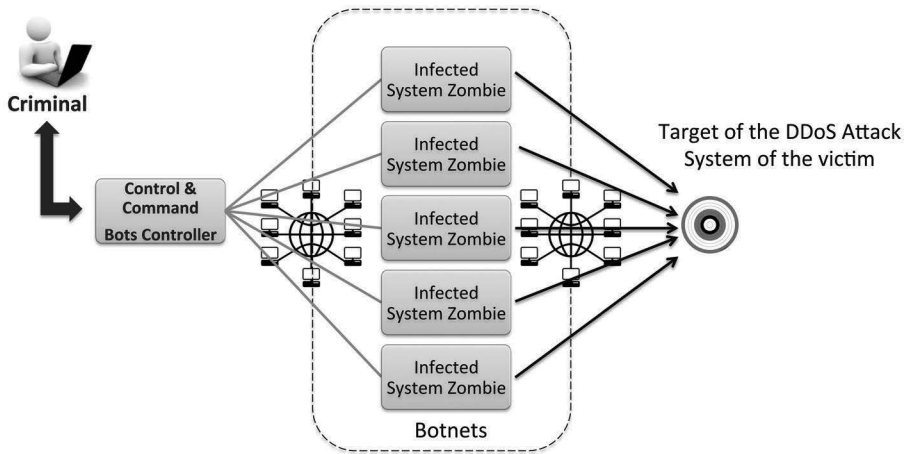 Criminal
Control &
Command
Bots Controller
Infected
System Zombie
Infected
System Zombie
Infected
System Zombie
Infected
System Zombie
Infected
System Zombie
Botnets
Target of the DDoS Attack
System of the victim